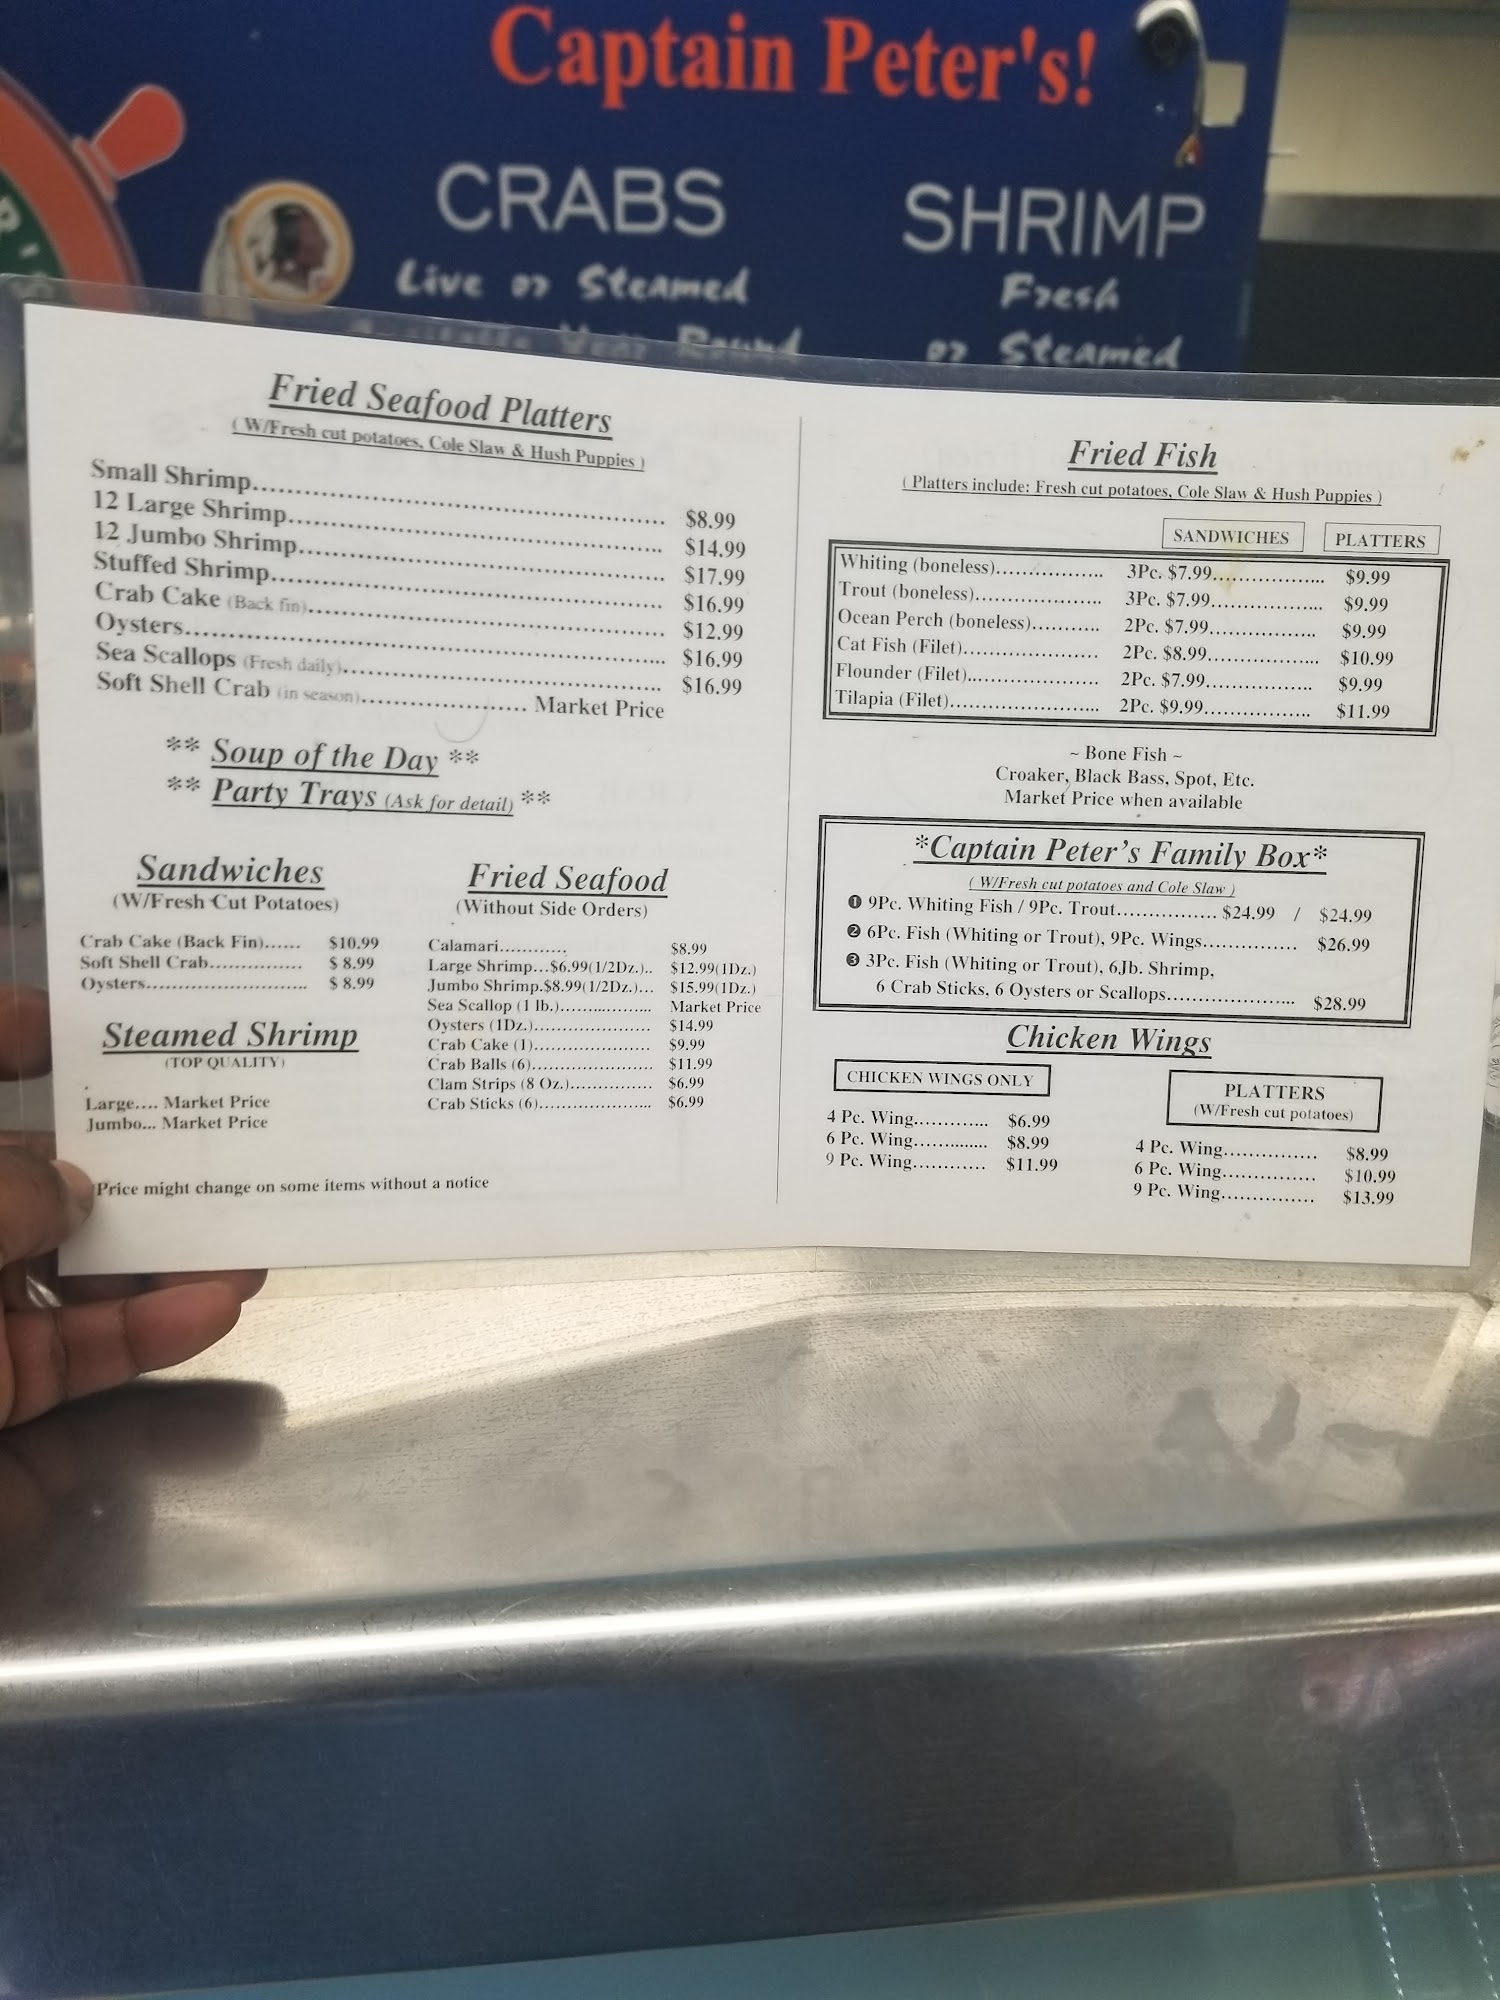 Captain Peter's!
CRABS
Live or Steamed
Year Round
SHRIMP
Fresh
or Steamed
Fried Seafood Platters
( W/Fresh cut potatoes, Cole Slaw & Hush Puppies )
Small Shrimp.......................................... $8.99
12 Large Shrimp...................................... $14.99
12 Jumbo Shrimp..................................... $17.99
Stuffed Shrimp........................................ $16.99
Crab Cake (Back fin)................................. $12.99
Oysters................................................ $16.99
Sea Scallops (Fresh daily)............................ $16.99
Soft Shell Crab (in season)...................... Market Price
** Soup of the Day **
** Party Trays (Ask for detail) **
Sandwiches
(W/Fresh Cut Potatoes)
Crab Cake (Back Fin)...... $10.99
Soft Shell Crab................ $ 8.99
Oysters........................... $ 8.99
Steamed Shrimp
(TOP QUALITY)
Large.... Market Price
Jumbo... Market Price
Fried Seafood
(Without Side Orders)
Calamari............ $8.99
Large Shrimp...$6.99(1/2Dz.).. $12.99(1Dz.)
Jumbo Shrimp.$8.99(1/2Dz.)... $15.99(1Dz.)
Sea Scallop (1 lb.).................. Market Price
Oysters (1Dz.)..................... $14.99
Crab Cake (1)..................... $9.99
Crab Balls (6)...................... $11.99
Clam Strips (8 Oz.)............... $6.99
Crab Sticks (6)..................... $6.99
*Price might change on some items without a notice
Fried Fish
( Platters include: Fresh cut potatoes, Cole Slaw & Hush Puppies )
SANDWICHES PLATTERS
Whiting (boneless)................. 3Pc. $7.99.................. $9.99
Trout (boneless)..................... 3Pc. $7.99.................. $9.99
Ocean Perch (boneless)........... 2Pc. $7.99................. $9.99
Cat Fish (Filet)....................... 2Pc. $8.99.................. $10.99
Flounder (Filet)...................... 2Pc. $7.99................. $9.99
Tilapia (Filet)......................... 2Pc. $9.99................. $11.99
~ Bone Fish ~
Croaker, Black Bass, Spot, Etc.
Market Price when available
*Captain Peter's Family Box*
( W/Fresh cut potatoes and Cole Slaw )
❶ 9Pc. Whiting Fish / 9Pc. Trout................ $24.99 / $24.99
❷ 6Pc. Fish (Whiting or Trout), 9Pc. Wings............... $26.99
❸ 3Pc. Fish (Whiting or Trout), 6Jb. Shrimp,
6 Crab Sticks, 6 Oysters or Scallops..................... $28.99
Chicken Wings
CHICKEN WINGS ONLY
4 Pc. Wing............ $6.99
6 Pc. Wing.............. $8.99
9 Pc. Wing............ $11.99
PLATTERS
(W/Fresh cut potatoes)
4 Pc. Wing............... $8.99
6 Pc. Wing............... $10.99
9 Pc. Wing............... $13.99